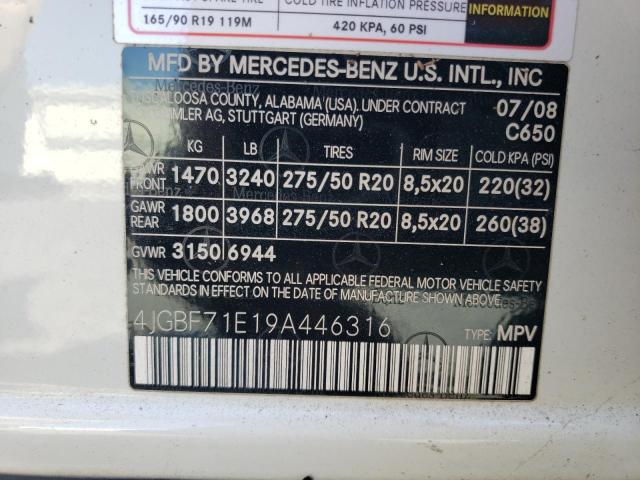 COLD TIRE INFLATION PRESSURE
165/90 R19 119M 420 KPA, 60 PSI
INFORMATION
MFD BY MERCEDES-BENZ U.S. INTL., INC
COUNTY, ALABAMA (USA). UNDER CONTRACT 07/08
AG, STUTTGART (GERMANY) C650
KG LB TIRES RIM SIZE COLD KPA (PSI)
FRONT 1470 3240 275/50 R20 8,5x20 220(32)
GAWR REAR 1800 3968 275/50 R20 8,5x20 260(38)
GVWR 3150 6944
THIS VEHICLE CONFORMS TO ALL APPLICABLE FEDERAL MOTOR VEHICLE SAFETY
STANDARDS IN EFFECT ON THE DATE OF MANUFACTURE SHOWN ABOVE.
4JGBF71E19A446316 TYPE: MPV